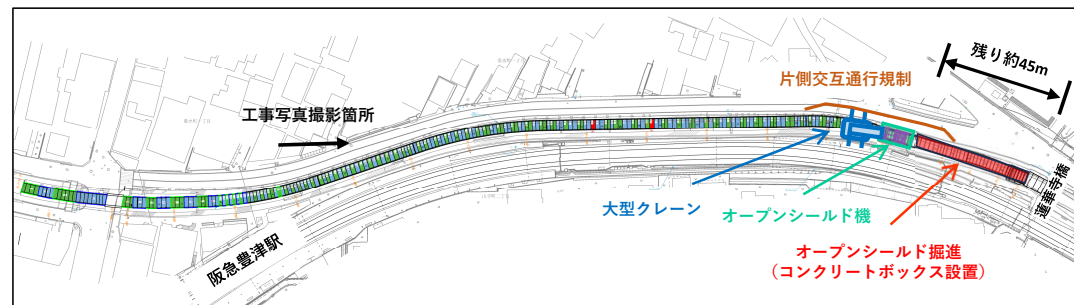 残り約45m
片側交互通行規制
工事写真撮影箇所
大型クレーン
オープンシールド機
蓮華寺橋
阪急豊津駅
オープンシールド掘進
(コンクリートボックス設置)